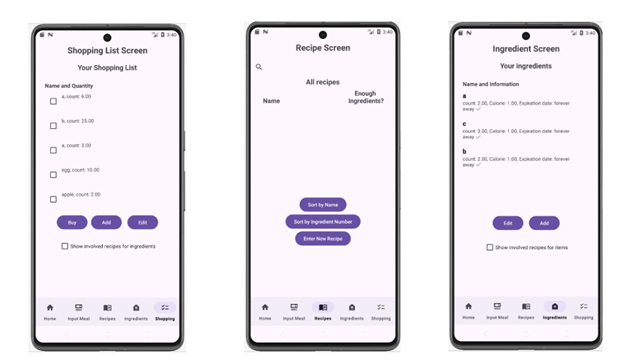 3:40
Shopping List Screen
Your Shopping List
Name and Quantity
a, count: 6.00
b, count: 25.00
a, count: 3.00
egg, count: 10.00
apple, count: 2.00
Buy
Add
Edit
Show involved recipes for ingredients
Home
Input Meal
Recipes
Ingredients
Shopping
3:40
Recipe Screen
All recipes
Name
Enough
Ingredients?
Sort by Name
Sort by Ingredient Number
Enter New Recipe
Home
Input Meal
Recipes
Ingredients
Shopping
3:40
Ingredient Screen
Your ingredients
Name and Information
a
count: 2.00, Calorie: 1.00, Expiration date: forever
away
c
count: 3.00, Calorie: 1.00, Expiration date: forever
away
b
count: 2.00, Calorie: 1.00, Expiration date: forever
away
Edit
Add
Show involved recipes for items
Home
Input Meal
Recipes
Ingredients
Shopping